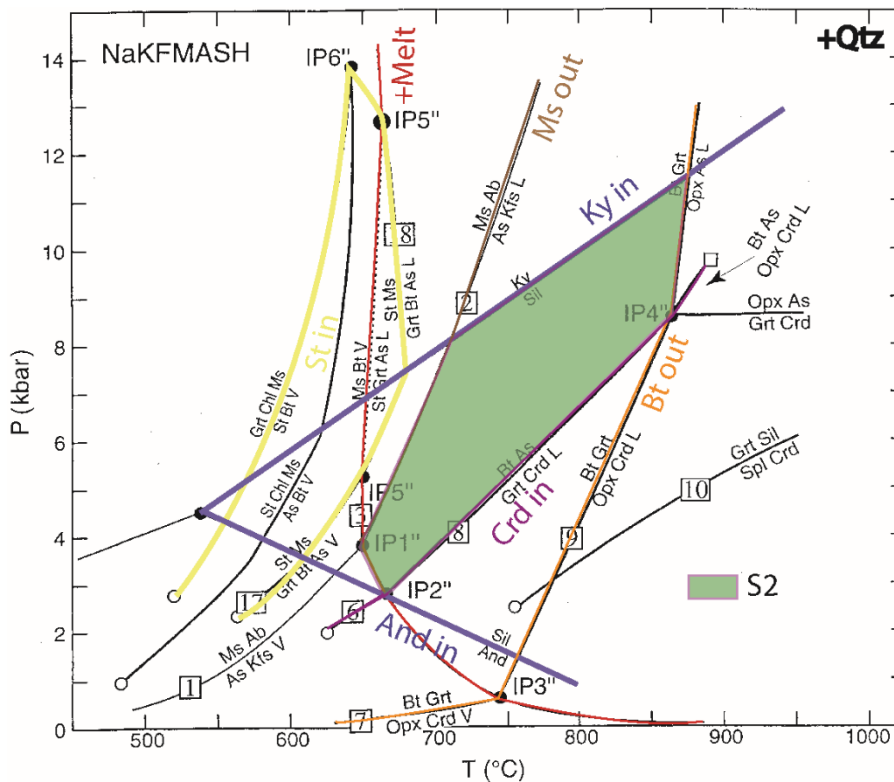 NaKFMASH
+Qtz
IP6"
+Melt
IP5"
Ms out
Ky in
St in
Ms Ab
As Kfs L
Bt Grt
Opx As L
Bt As
Opx Crd L
Opx As
Grt Crd
IP4"
18
St Ms
Grt Bt As L
2
Ky
Sil
Ms Bt V
St Grt As L
Grt Chl Ms
St Bt V
St Chl Ms
As Bt V
Bt out
Bt Grt
Opx Crd L
Grt Sil
Spl Crd
10
IP5"
3
Bt As
Grt Crd L
Crd in
8
9
IP1"
St Ms
Grt Bt As V
17
IP2"
6
And in
Sil
And
S2
Ms Ab
As Kfs V
1
IP3"
Bt Grt
Opx Crd V
7
P (kbar)
14
12
10
8
6
4
2
0
500
600
700
800
900
1000
T (°C)